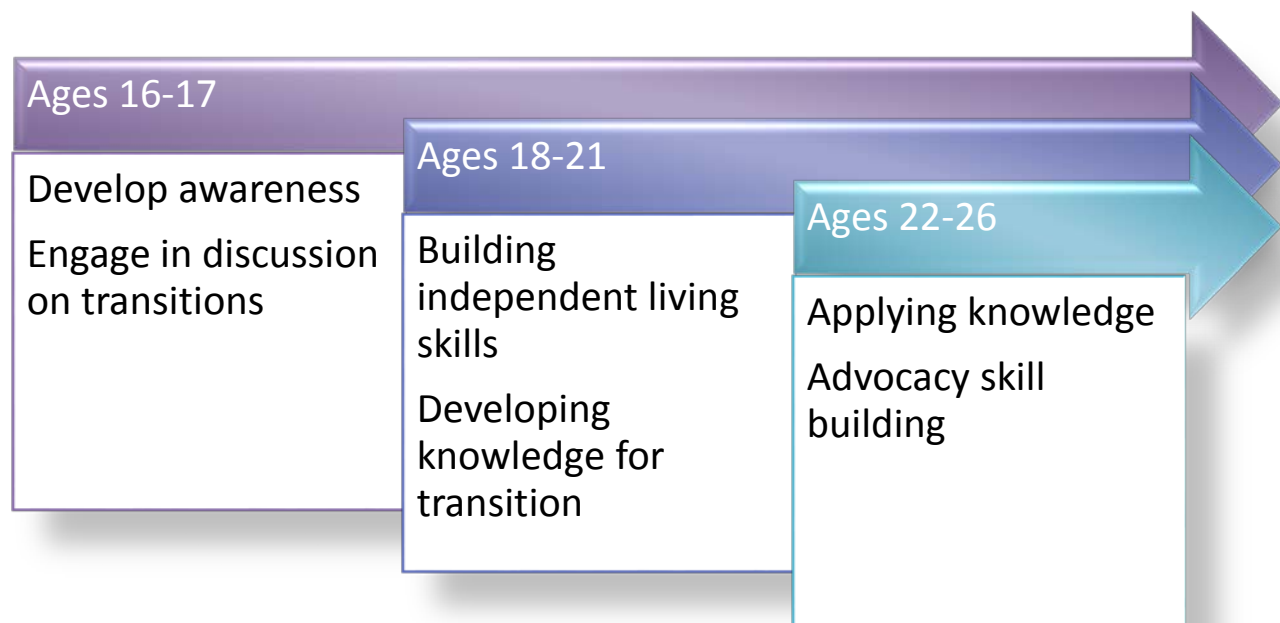 Ages 16-17
Develop awareness
Engage in discussion
on transitions
Ages 18-21
Building
independent living
skills
Developing
knowledge for
transition
Ages 22-26
Applying knowledge
Advocacy skill
building